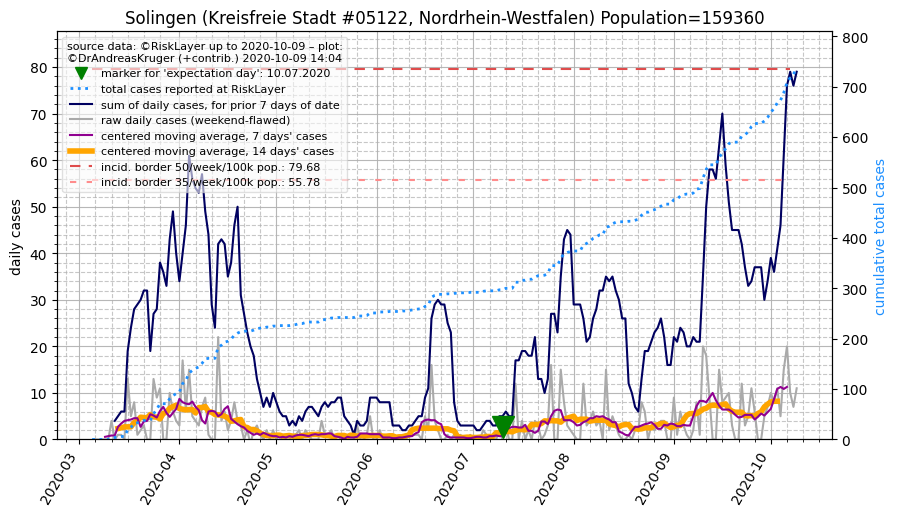 Solingen (Kreisfreie Stadt #05122, Nordrhein-Westfalen) Population=159360
source data: ©RiskLayer up to 2020-10-09 – plot:
©DrAndreasKruger (+contrib.) 2020-10-09 14:04
marker for 'expectation day': 10.07.2020
total cases reported at RiskLayer
sum of daily cases, for prior 7 days of date
raw daily cases (weekend-flawed)
centered moving average, 7 days' cases
centered moving average, 14 days' cases
incid. border 50/week/100k pop.: 79.68
incid. border 35/week/100k pop.: 55.78
daily cases
80
70
60
50
40
30
20
10
0
cumulative total cases
800
700
600
500
400
300
200
100
0
2020-03
2020-04
2020-05
2020-06
2020-07
2020-08
2020-09
2020-10